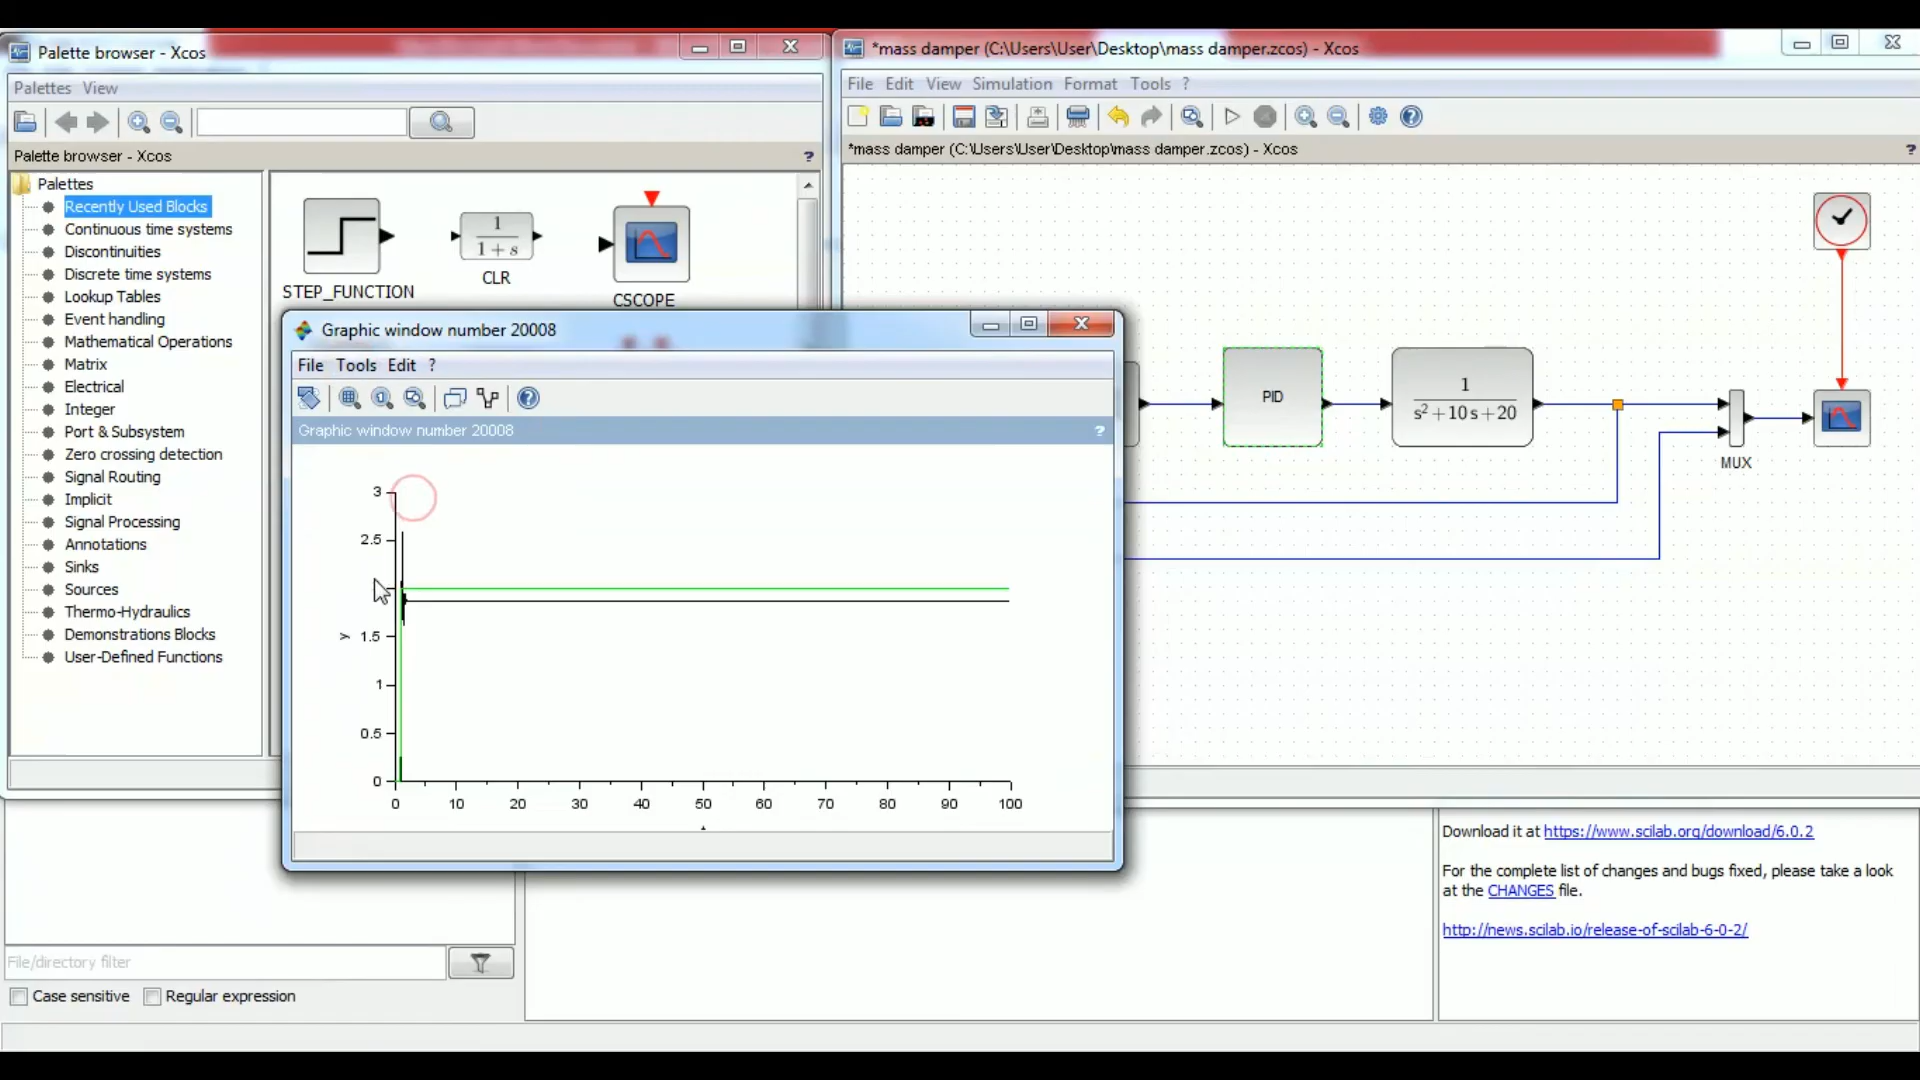 Palette browser - Xcos
Palettes View
Palette browser - Xcos
?
Palettes
Recently Used Blocks
Continuous time systems
Discontinuities
Discrete time systems
Lookup Tables
Event handling
Mathematical Operations
Matrix
Electrical
Integer
Port & Subsystem
Zero crossing detection
Signal Routing
Implicit
Signal Processing
Annotations
Sinks
Sources
Thermo-Hydraulics
Demonstrations Blocks
User-Defined Functions
STEP_FUNCTION
1
1 + s
CLR
CSCOPE
*mass damper (C:\Users\User\Desktop\mass damper.zcos) - Xcos
File Edit View Simulation Format Tools ?
*mass damper (C:\Users\User\Desktop\mass damper.zcos) - Xcos
?
PID
1
s²+10s+20
MUX
Graphic window number 20008
File Tools Edit ?
Graphic window number 20008
?
3
2.5
y
1.5
1
0.5
0
0 10 20 30 40 50 60 70 80 90 100
Download it at https://www.scilab.org/download/6.0.2
For the complete list of changes and bugs fixed, please take a look
at the CHANGES file.
http://news.scilab.io/release-of-scilab-6-0-2/
File/directory filter
Case sensitive Regular expression